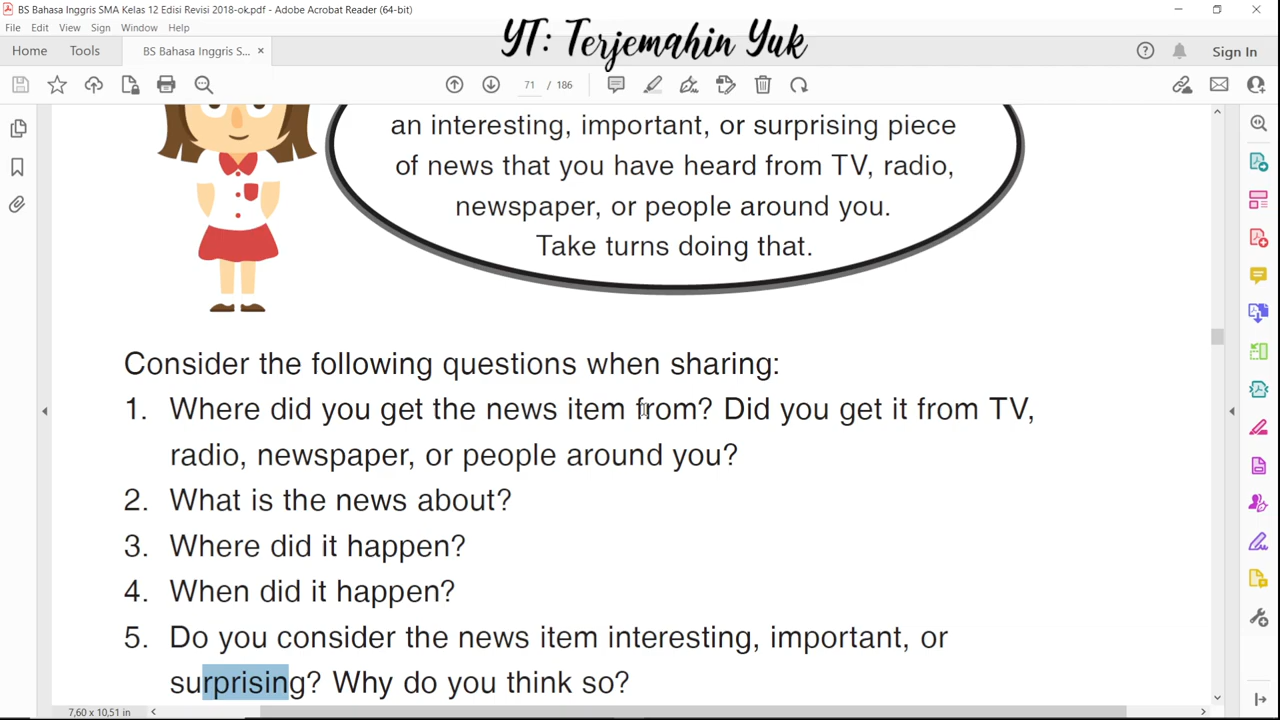 BS Bahasa Inggris SMA Kelas 12 Edisi Revisi 2018-ok.pdf - Adobe Acrobat Reader (64-bit)
YT: Terjemahin Yuk
File Edit View Sign Window Help
Home Tools BS Bahasa Inggris S... × Sign In
71 / 186
an interesting, important, or surprising piece
of news that you have heard from TV, radio,
newspaper, or people around you.
Take turns doing that.
Consider the following questions when sharing:
1. Where did you get the news item from? Did you get it from TV,
radio, newspaper, or people around you?
2. What is the news about?
3. Where did it happen?
4. When did it happen?
5. Do you consider the news item interesting, important, or
surprising? Why do you think so?
7,60 x 10,51 in